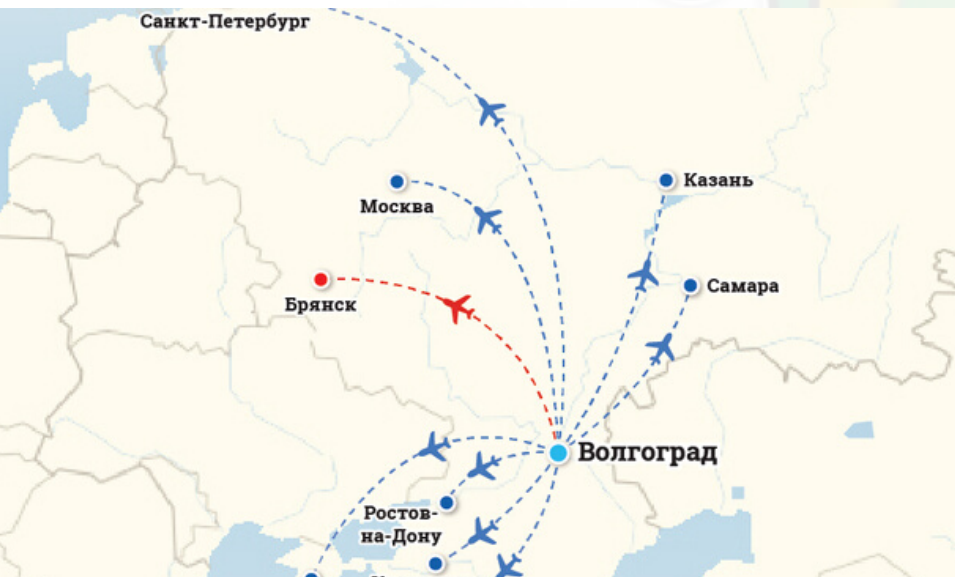 Санкт-Петербург
Казань
Москва
Самара
Брянск
Волгоград
Ростов-
на-Дону